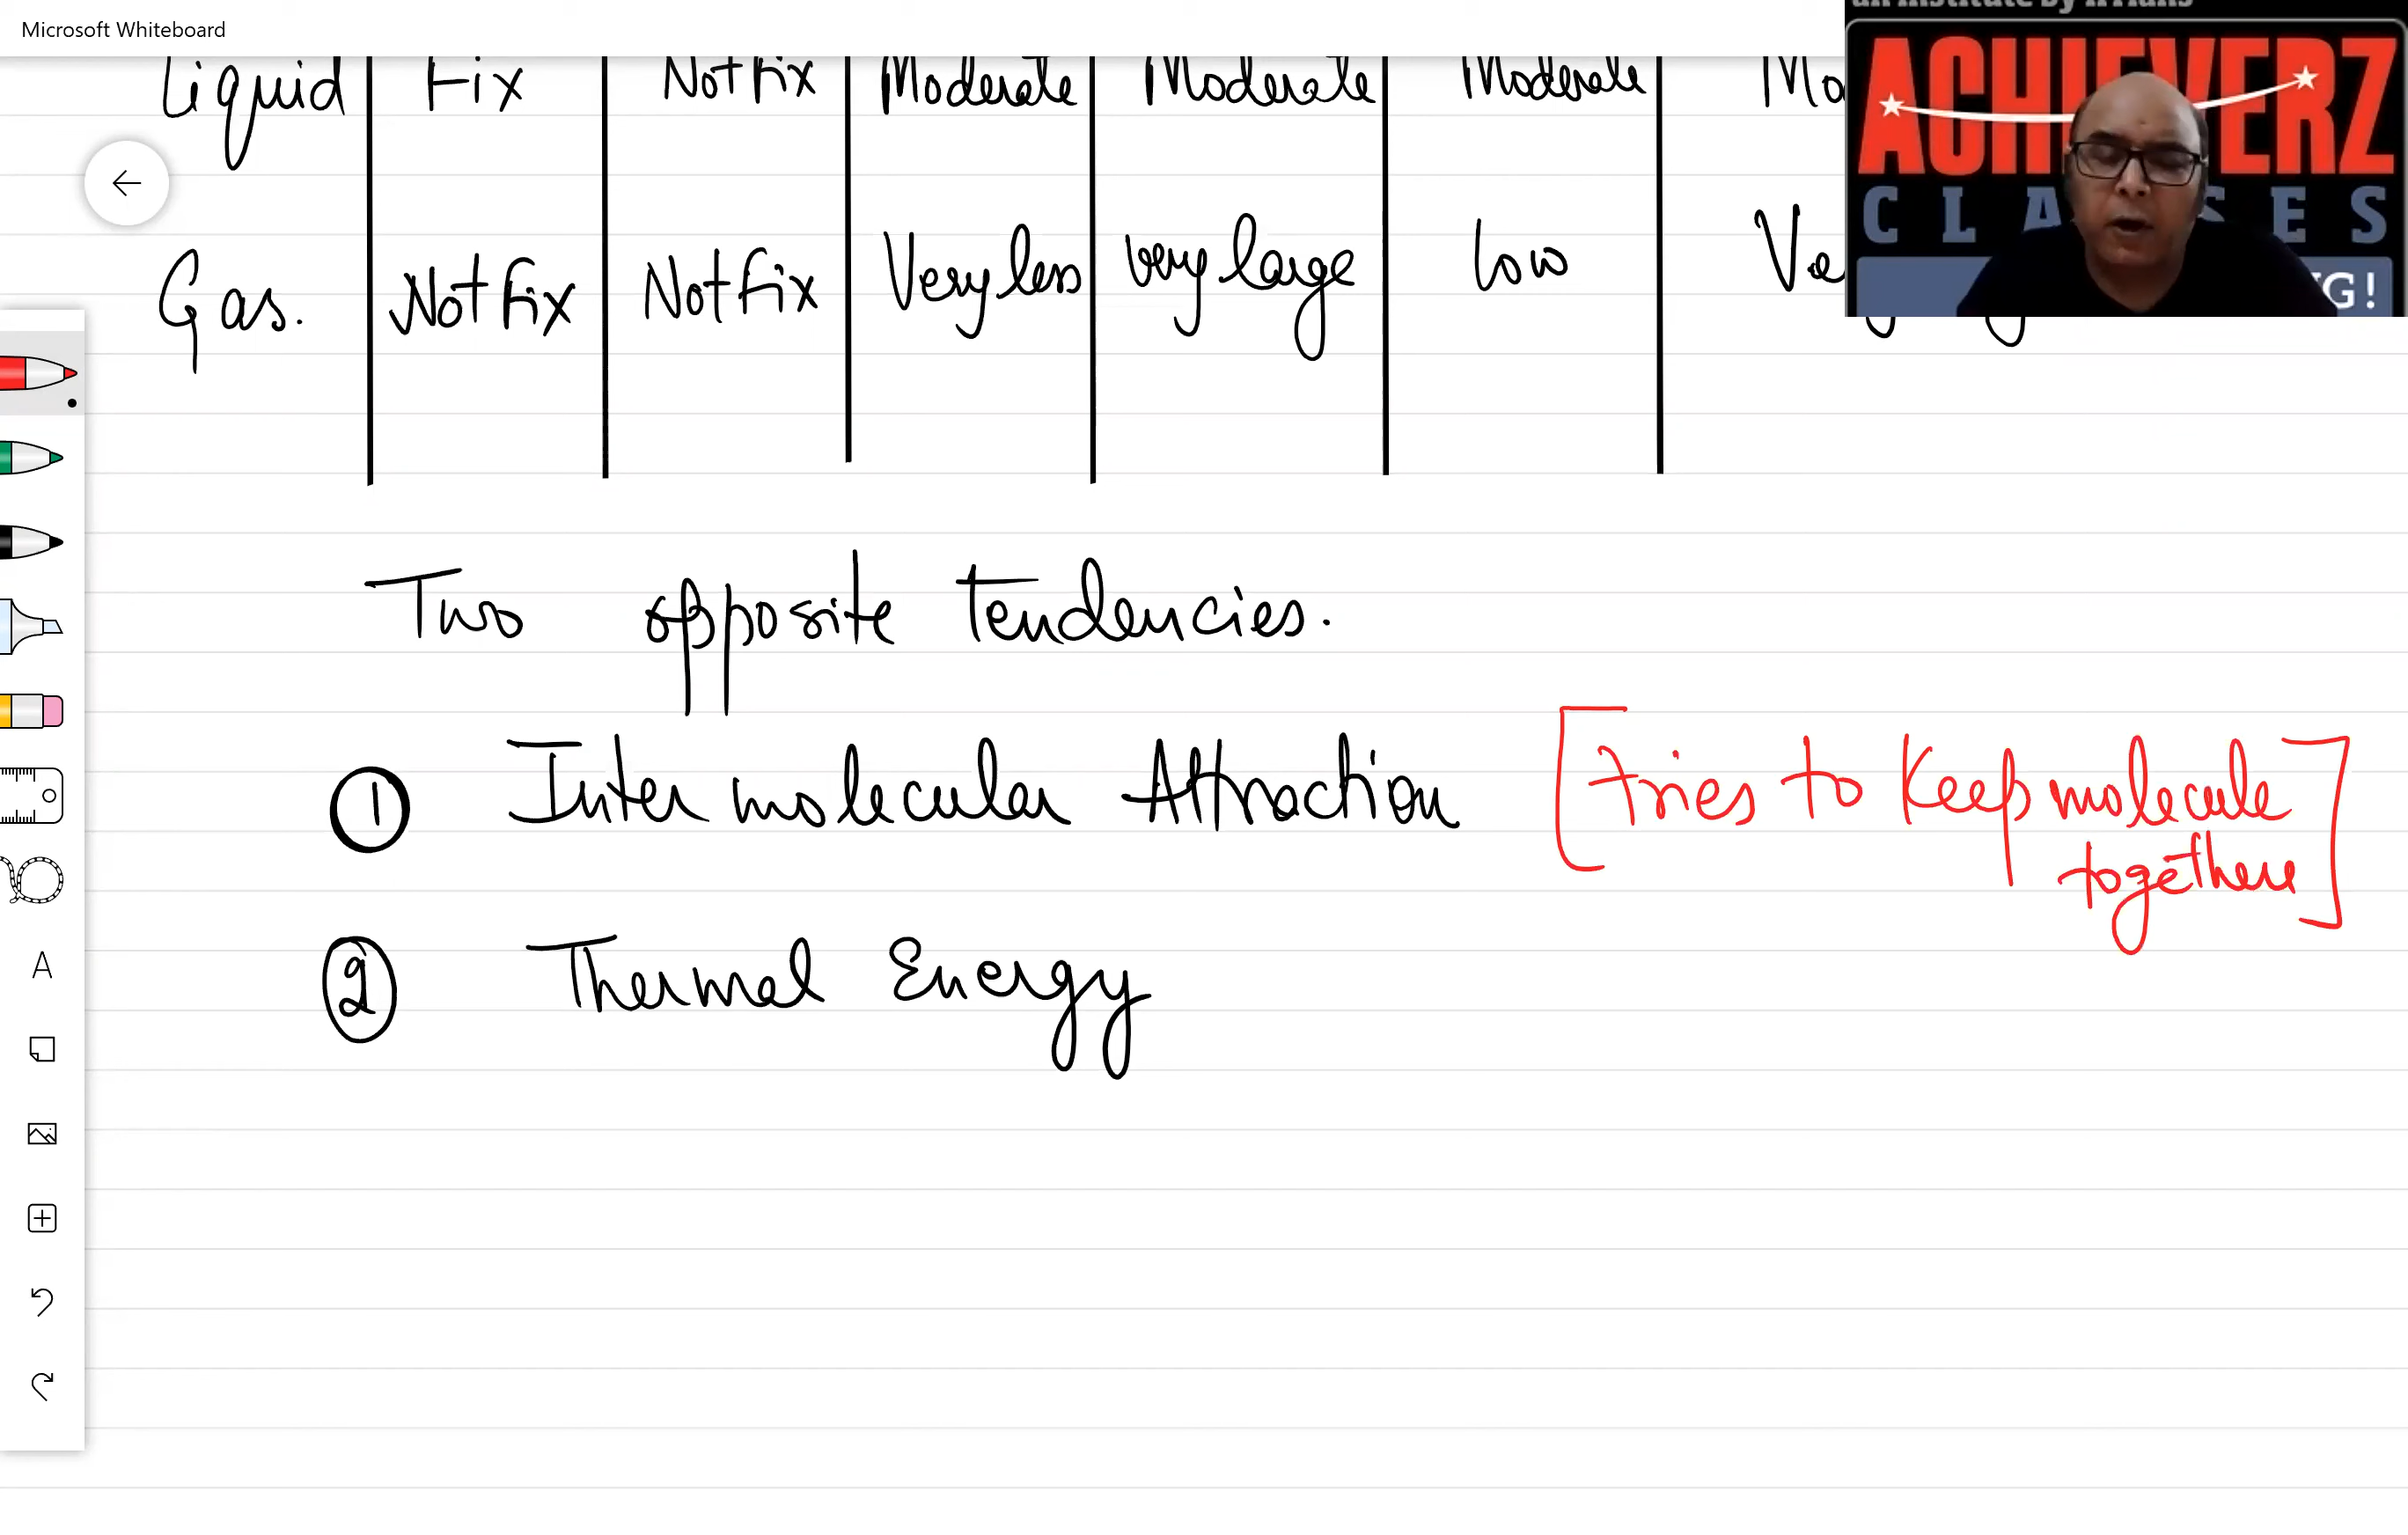 Microsoft Whiteboard
Liquid Fix Not Fix Moderate Moderate Moderate
ACHIEVERZ
CLASSES
G!
Gas. Not Fix Not Fix Very less Very large Low
Two opposite tendencies.
① Inter molecular Attraction [Tries to Keep molecule
together]
② Thermal Energy
A